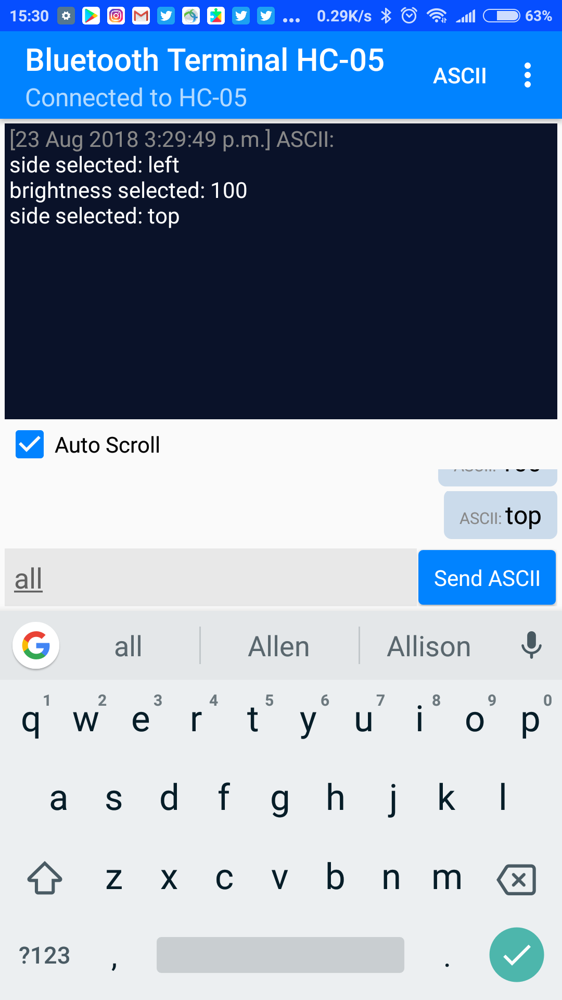 15:30 ... 0.29K/s 63%
Bluetooth Terminal HC-05
ASCII
Connected to HC-05
[23 Aug 2018 3:29:49 p.m.] ASCII:
side selected: left
brightness selected: 100
side selected: top
Auto Scroll
ASCII: top
all
Send ASCII
all Allen Allison
1 2 3 4 5 6 7 8 9 0
q w e r t y u i o p
a s d f g h j k l
z x c v b n m
?123 , .